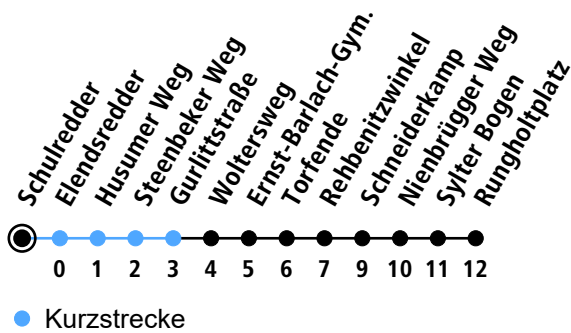 Schulredder
Elendsredder
Husumer Weg
Steenbeker Weg
Gurlittstraße
Woltersweg
Ernst-Barlach-Gym.
Torfende
Rehbenitzwinkel
Schneiderkamp
Nienbrügger Weg
Sylter Bogen
Rungholtplatz
0 1 2 3 4 5 6 7 9 10 11 12
Kurzstrecke